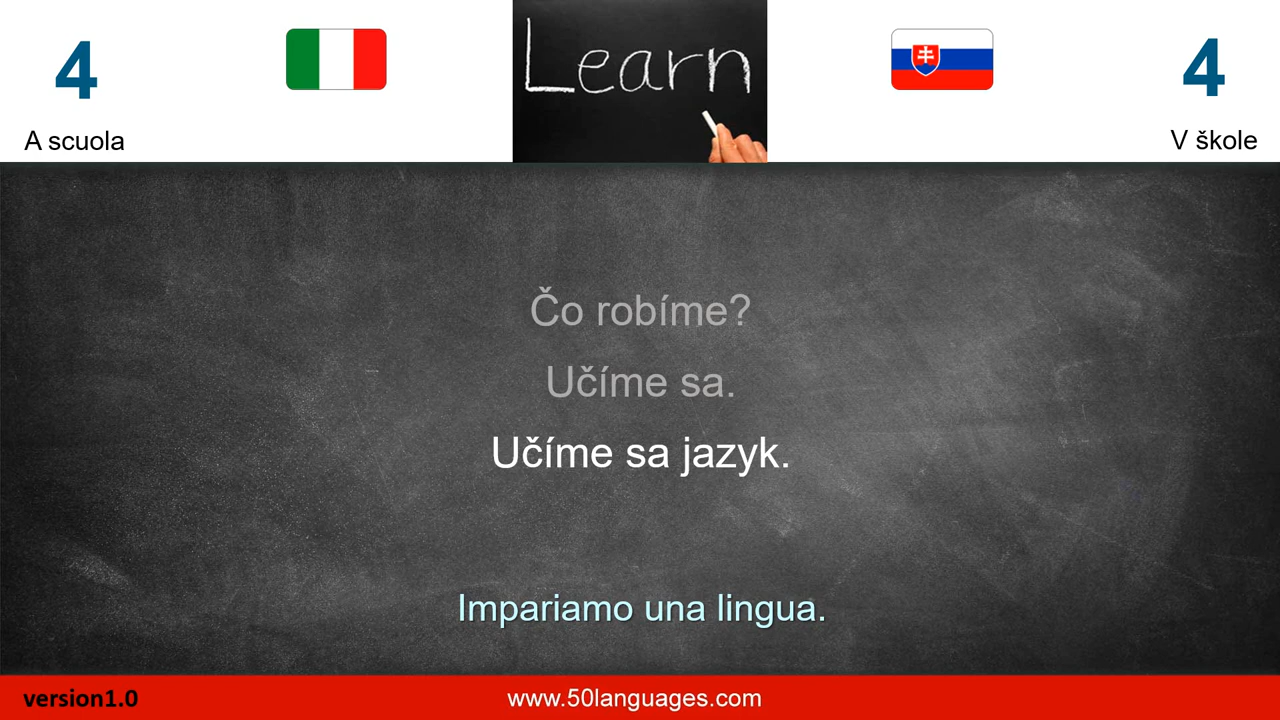 4
Learn
4
A scuola
V škole
Čo robíme?
Učíme sa.
Učíme sa jazyk.
Impariamo una lingua.
version1.0
www.50languages.com